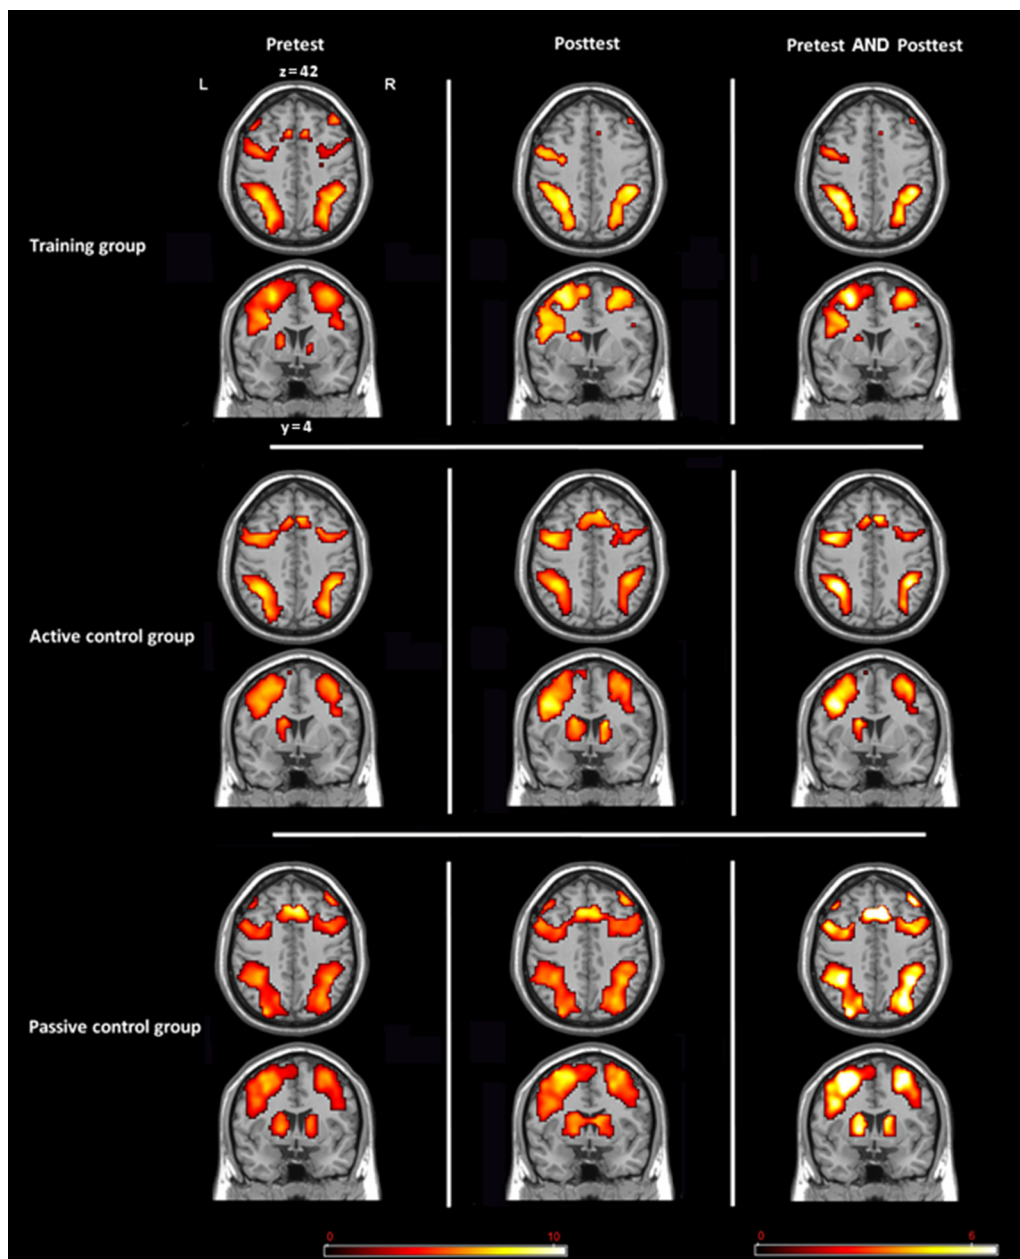 Pretest
Posttest
Pretest AND Posttest
z=42
L
R
Training group
y=4
Active control group
Passive control group
0
10
0
6